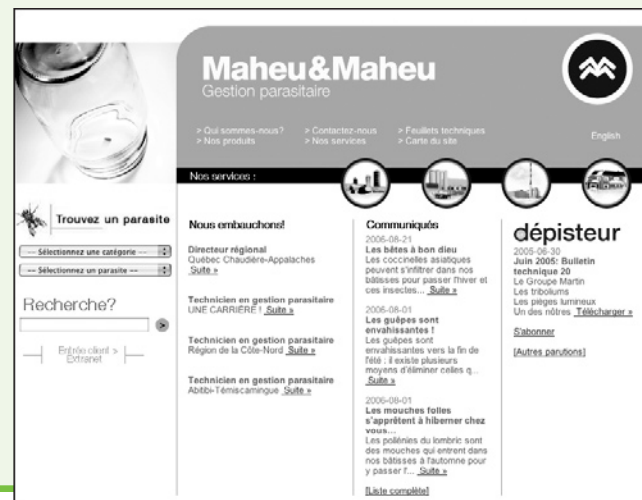 Maheu&Maheu
Gestion parasitaire
> Qui sommes-nous?
> Nos produits
> Contactez-nous
> Nos services
> Feuillets techniques
> Carte du site
English
Nos services :
Trouvez un parasite
-- Sélectionnez une catégorie --
-- Sélectionnez un parasite --
Recherche?
Entrée client >
Extranet
Nous embauchons!
Directeur régional
Québec Chaudière-Appalaches
Suite »
Technicien en gestion parasitaire
UNE CARRIÈRE ! Suite »
Technicien en gestion parasitaire
Région de la Côte-Nord Suite »
Technicien en gestion parasitaire
Abitibi-Témiscamingue Suite »
Communiqués
2006-08-21
Les bêtes à bon dieu
Les coccinelles asiatiques
peuvent s'infiltrer dans nos
bâtisses pour passer l'hiver et
ces insectes... Suite »
2006-08-01
Les guêpes sont
envahissantes !
Les guêpes sont
envahissantes vers la fin de
l'été : il existe plusieurs
moyens d'éliminer celles q...
Suite »
2006-08-01
Les mouches folles
s'apprêtent à hiberner chez
vous...
Les pollénies du lombric sont
des mouches qui entrent dans
nos bâtisses à l'automne pour
y passer l'... Suite »
[Liste complète]
dépisteur
2005-06-30
Juin 2005: Bulletin
technique 20
Le Groupe Martin
Les triboliums
Les pièges lumineux
Un des nôtres Télécharger »
S'abonner
[Autres parutions]